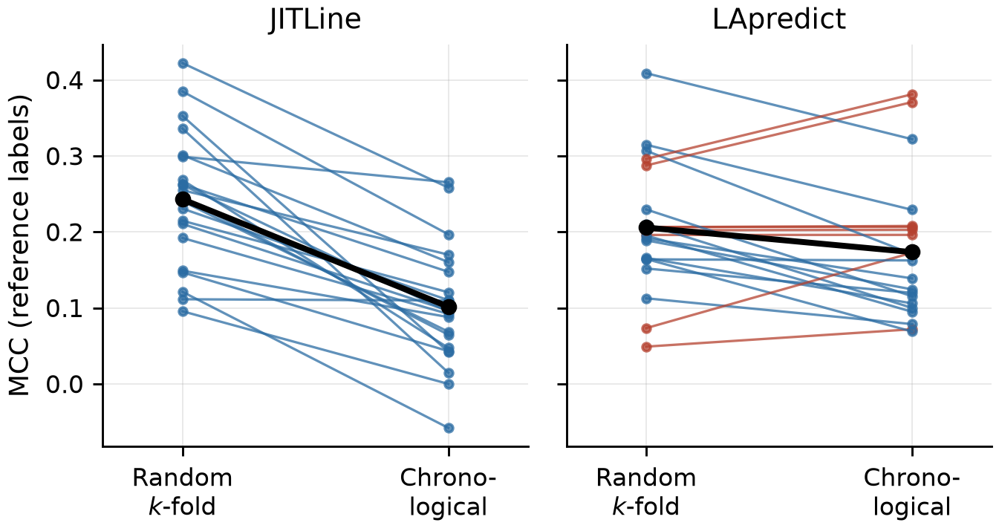 JITLine
LApredict
MCC (reference labels)
0.4
0.3
0.2
0.1
0.0
Random
k-fold
Chrono-
logical
Random
k-fold
Chrono-
logical